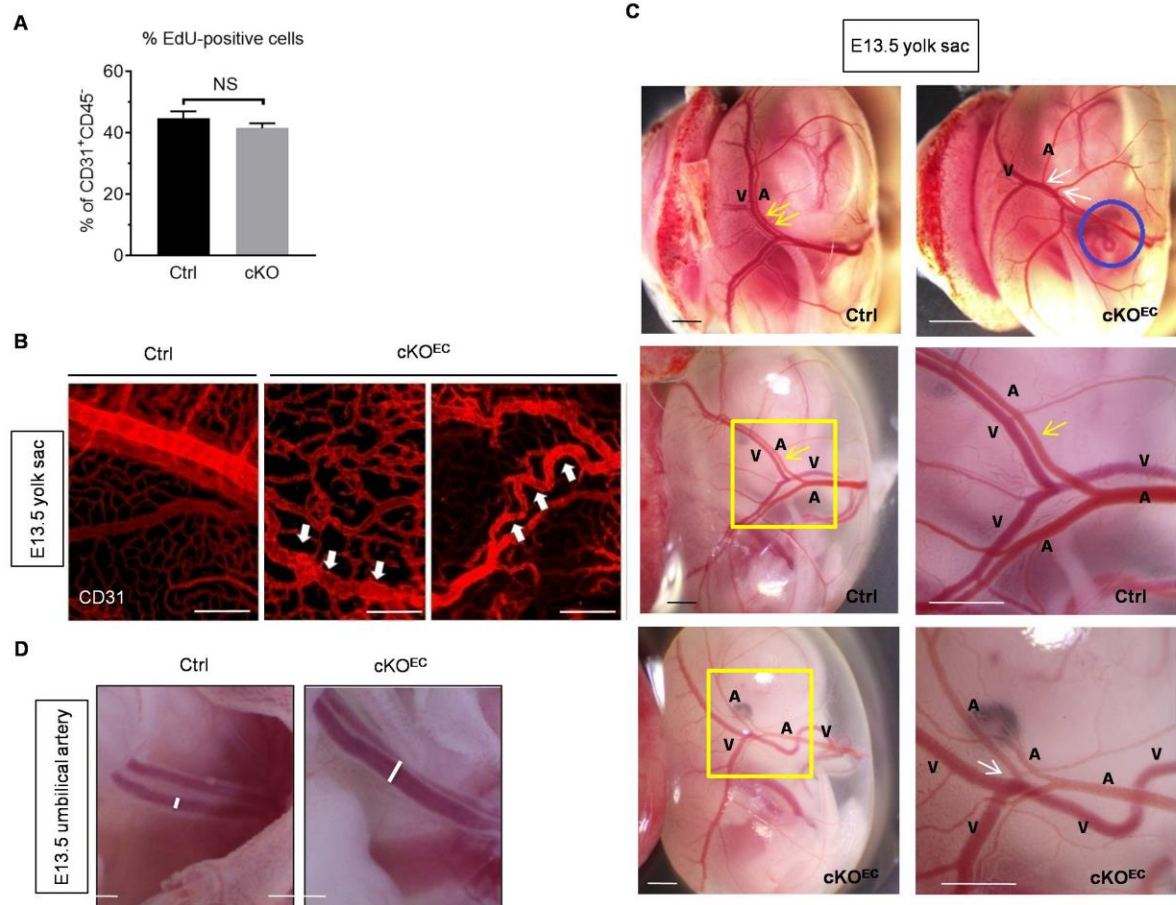 A
% EdU-positive cells
NS
% of CD31⁺CD45⁻
60
40
20
0
Ctrl
cKO
B
Ctrl
cKOᴱᶜ
E13.5 yolk sac
CD31
D
Ctrl
cKOᴱᶜ
E13.5 umbilical artery
C
E13.5 yolk sac
V A
Ctrl
A
V
cKOᴱᶜ
A
V V
A
Ctrl
A
V
V
V
A
A
Ctrl
A
A V
V
cKOᴱᶜ
A
A
V
A
V
V
V
cKOᴱᶜ